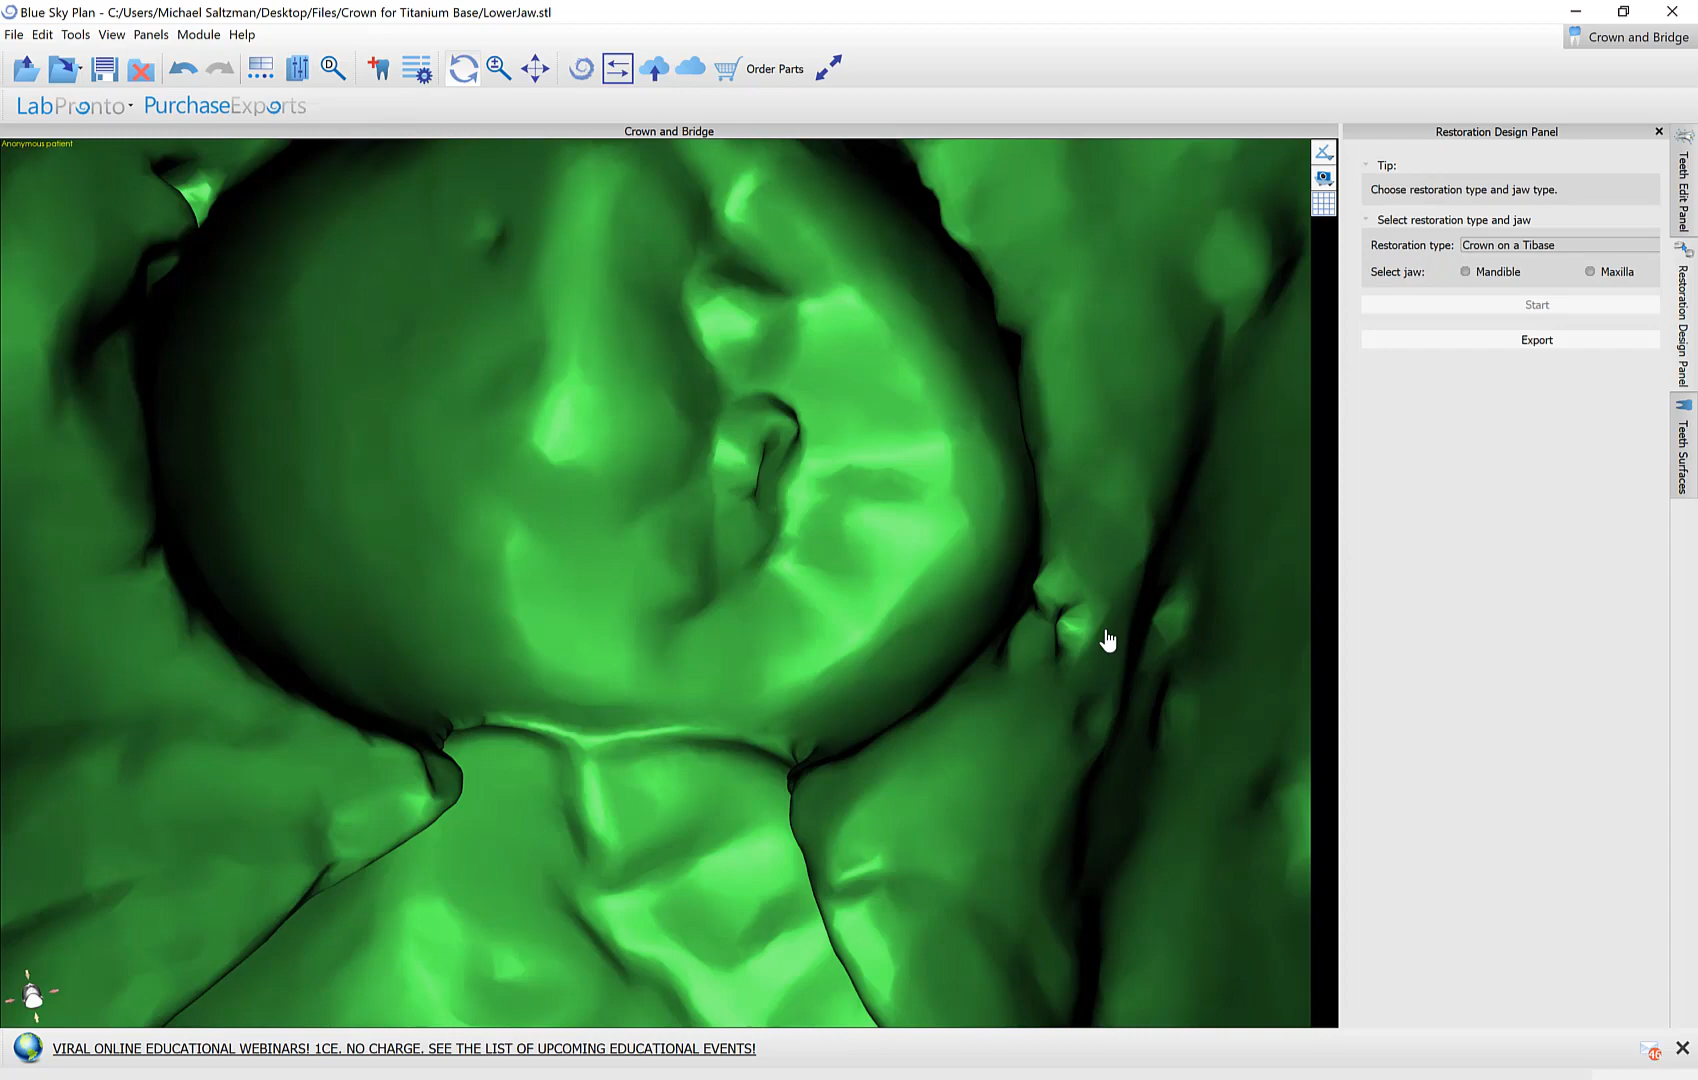 Blue Sky Plan - C:/Users/Michael Saltzman/Desktop/Files/Crown for Titanium Base/LowerJaw.stl
File Edit Tools View Panels Module Help
Crown and Bridge
D
Order Parts
LabPronto PurchaseExports
Crown and Bridge
Restoration Design Panel
Anonymous patient
Tip:
Choose restoration type and jaw type.
Select restoration type and jaw
Restoration type: Crown on a Tibase
Select jaw: Mandible Maxilla
Start
Export
Teeth Edit Panel
Restoration Design Panel
Teeth Surfaces
VIRAL ONLINE EDUCATIONAL WEBINARS! 1CE. NO CHARGE. SEE THE LIST OF UPCOMING EDUCATIONAL EVENTS!
46